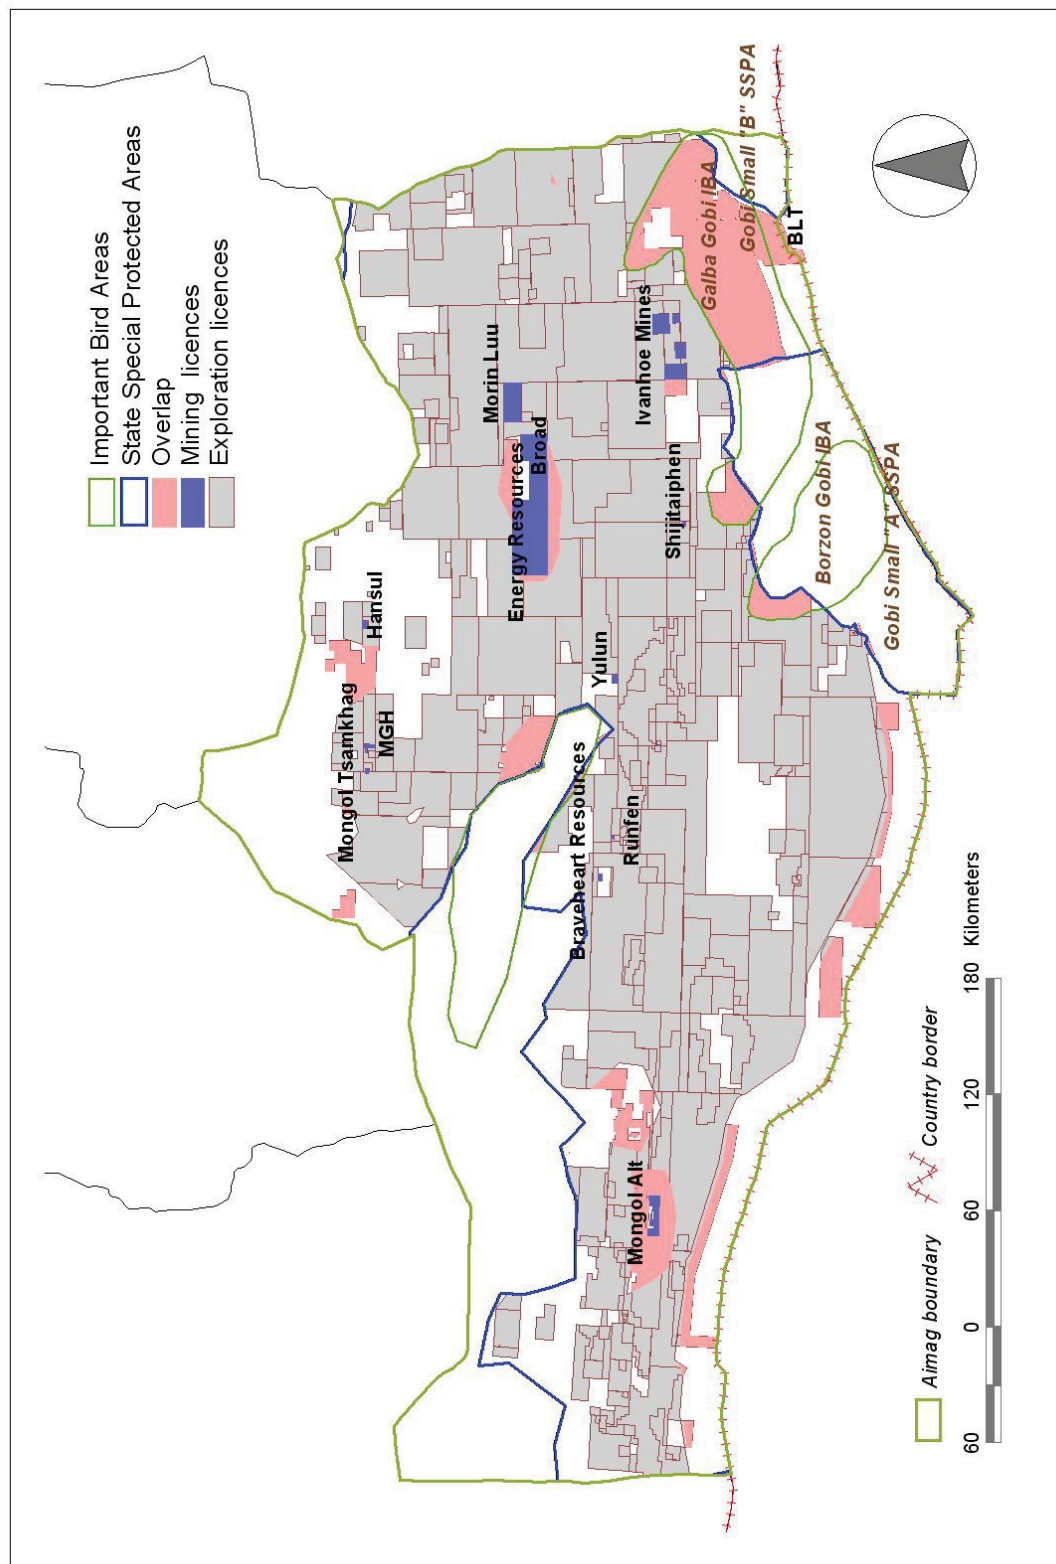 Important Bird Areas
State Special Protected Areas
Overlap
Mining licences
Exploration licences
Mongol Tsamkhag
MGH
Hansul
Morin Luu
Energy Resources
Broad
Yulun
Braveheart Resources
Runfen
Shijitaiphen
Ivanhoe Mines
Mongol Alt
Galba Gobi IBA
Gobi Small "B" SSPA
BLT
Borzon Gobi IBA
Gobi Small "A" SSPA
Aimag boundary
Country border
60 0 60 120 180 Kilometers